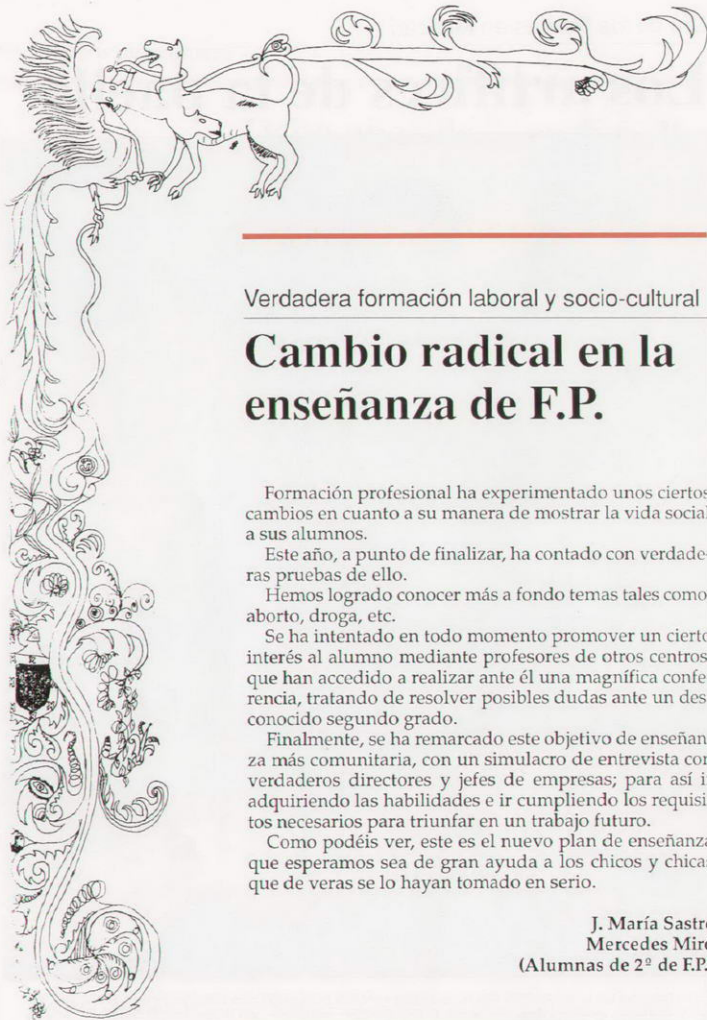 Verdadera formación laboral y socio-cultural
Cambio radical en la
enseñanza de F.P.
Formación profesional ha experimentado unos ciertos
cambios en cuanto a su manera de mostrar la vida social
a sus alumnos.
Este año, a punto de finalizar, ha contado con verdade-
ras pruebas de ello.
Hemos logrado conocer más a fondo temas tales como
aborto, droga, etc.
Se ha intentado en todo momento promover un cierto
interés al alumno mediante profesores de otros centros
que han accedido a realizar ante él una magnífica confe-
rencia, tratando de resolver posibles dudas ante un des-
conocido segundo grado.
Finalmente, se ha remarcado este objetivo de enseñan-
za más comunitaria, con un simulacro de entrevista con
verdaderos directores y jefes de empresas; para así ir
adquiriendo las habilidades e ir cumpliendo los requisi-
tos necesarios para triunfar en un trabajo futuro.
Como podéis ver, este es el nuevo plan de enseñanza
que esperamos sea de gran ayuda a los chicos y chicas
que de veras se lo hayan tomado en serio.
J. María Sastre
Mercedes Miró
(Alumnas de 2º de F.P.)